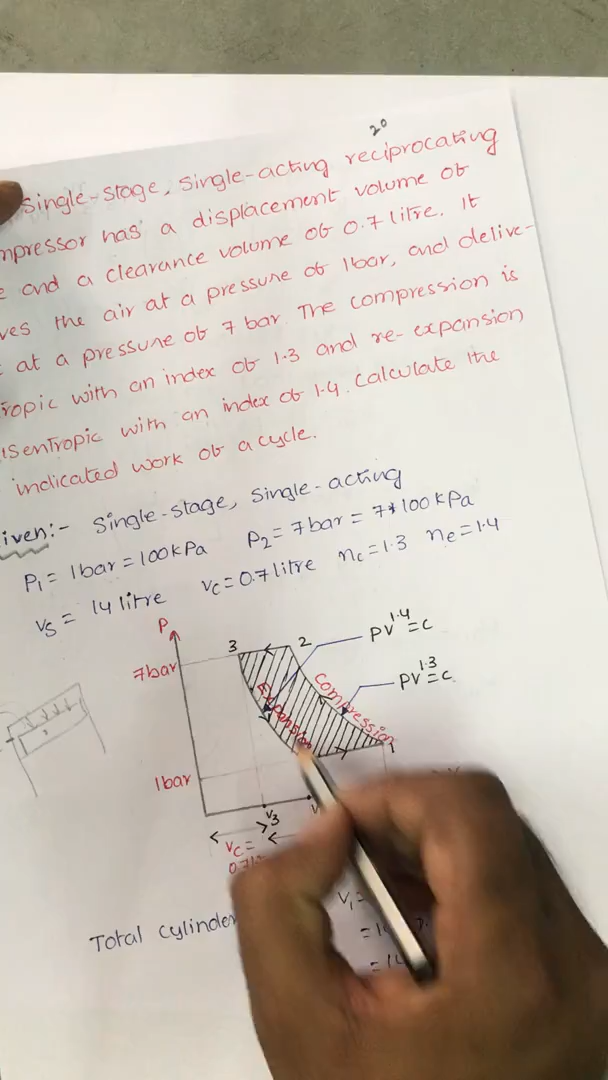 20
single-stage, single-acting reciprocating
mpressor has a displacement volume of
e and a clearance volume of 0.7 litre. It
ves the air at a pressure of 1bar, and delive-
at a pressure of 7 bar. The compression is
ropic with an index of 1.3 and re-expansion
isentropic with an index of 1.4. Calculate the
indicated work of a cycle.
iven:- Single-stage, Single-acting
P1 = 1bar = 100kPa P2 = 7bar = 7*100kPa
Vs = 14 litre Vc = 0.7 litre nc = 1.3 ne = 1.4
P
3 2 PV^1.4 = C
7bar
Compression PV^1.3 = C
Expansion
1
1bar
V3
Vc =
0.7
V1 =
Total cylinder
= 14
= 14